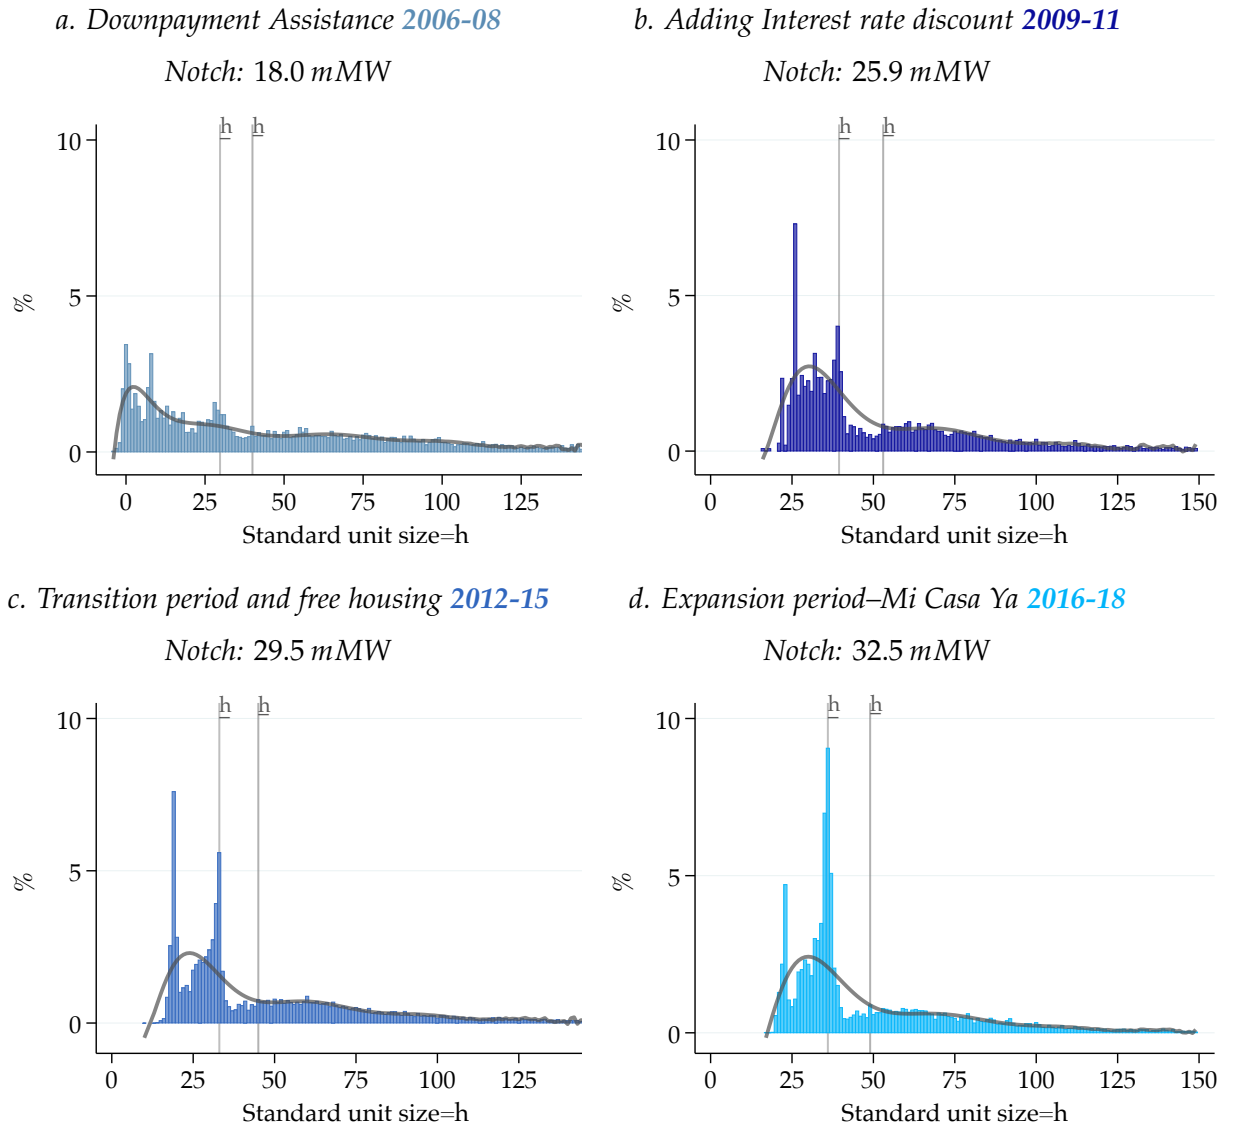 a. Downpayment Assistance 2006-08
Notch: 18.0 mMW
h h
10
5
0
%
0 25 50 75 100 125
Standard unit size=h
b. Adding Interest rate discount 2009-11
Notch: 25.9 mMW
h h
10
5
0
%
0 25 50 75 100 125 150
Standard unit size=h
c. Transition period and free housing 2012-15
Notch: 29.5 mMW
h h
10
5
0
%
0 25 50 75 100 125
Standard unit size=h
d. Expansion period–Mi Casa Ya 2016-18
Notch: 32.5 mMW
h h
10
5
0
%
0 25 50 75 100 125 150
Standard unit size=h